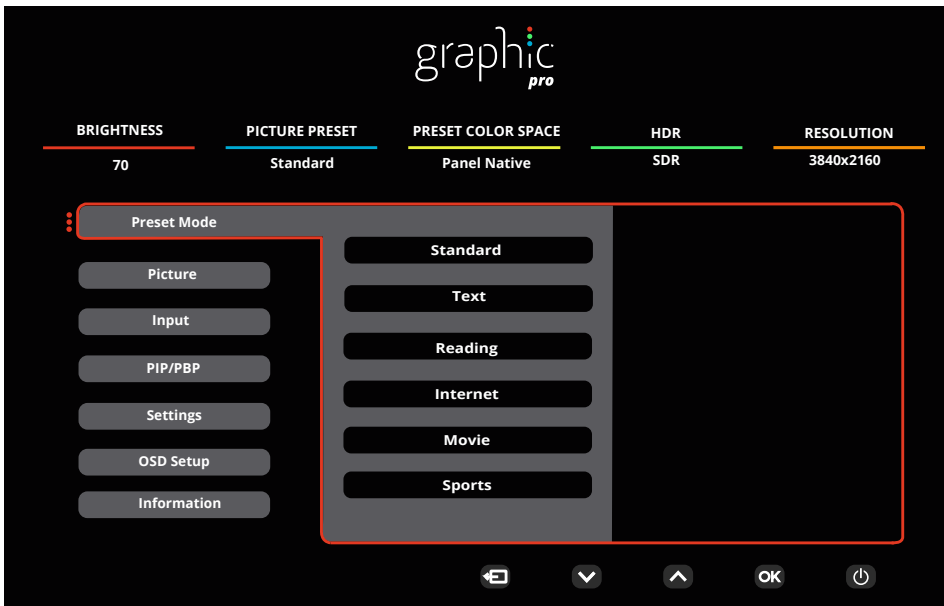 graphic
pro
BRIGHTNESS PICTURE PRESET PRESET COLOR SPACE HDR RESOLUTION
70 Standard Panel Native SDR 3840x2160
Preset Mode
Picture
Input
PIP/PBP
Settings
OSD Setup
Information
Standard
Text
Reading
Internet
Movie
Sports
OK